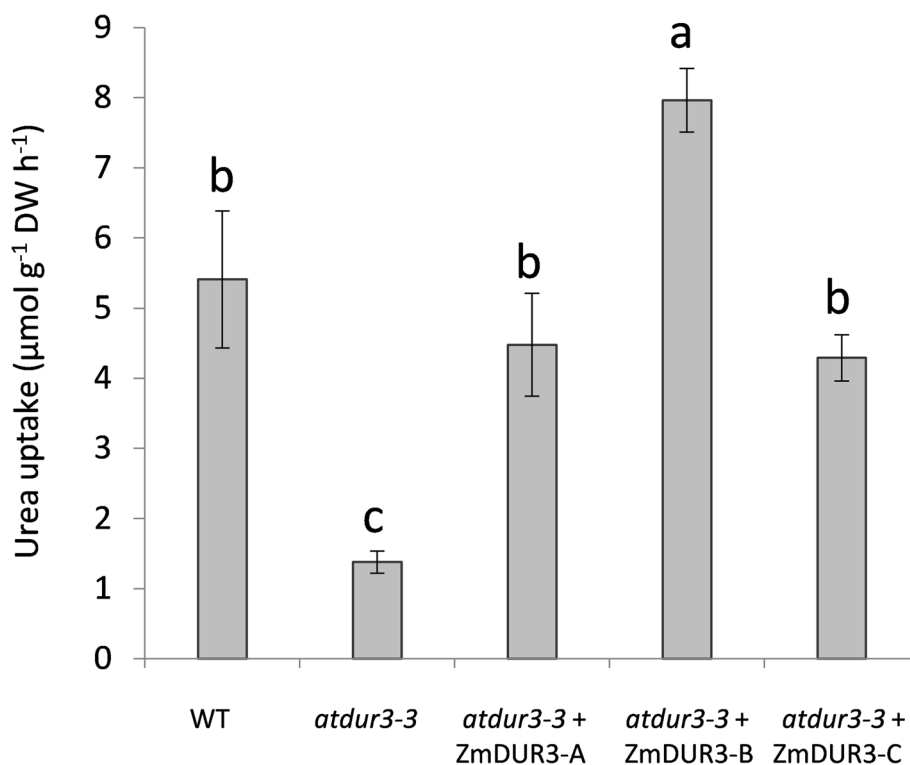 Urea uptake (μmol g⁻¹ DW h⁻¹)
9
8
7
6
5
4
3
2
1
0
b
c
b
a
b
WT
atdur3-3
atdur3-3 +
ZmDUR3-A
atdur3-3 +
ZmDUR3-B
atdur3-3 +
ZmDUR3-C